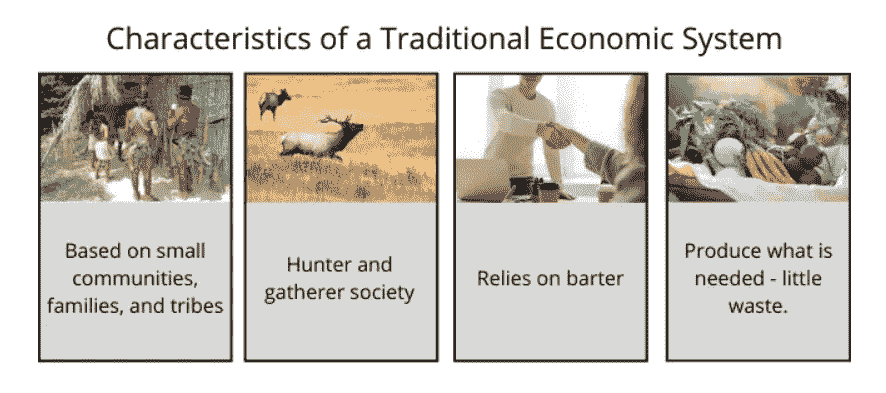 Characteristics of a Traditional Economic System
Based on small
communities,
families, and tribes
Hunter and
gatherer society
Relies on barter
Produce what is
needed - little
waste.